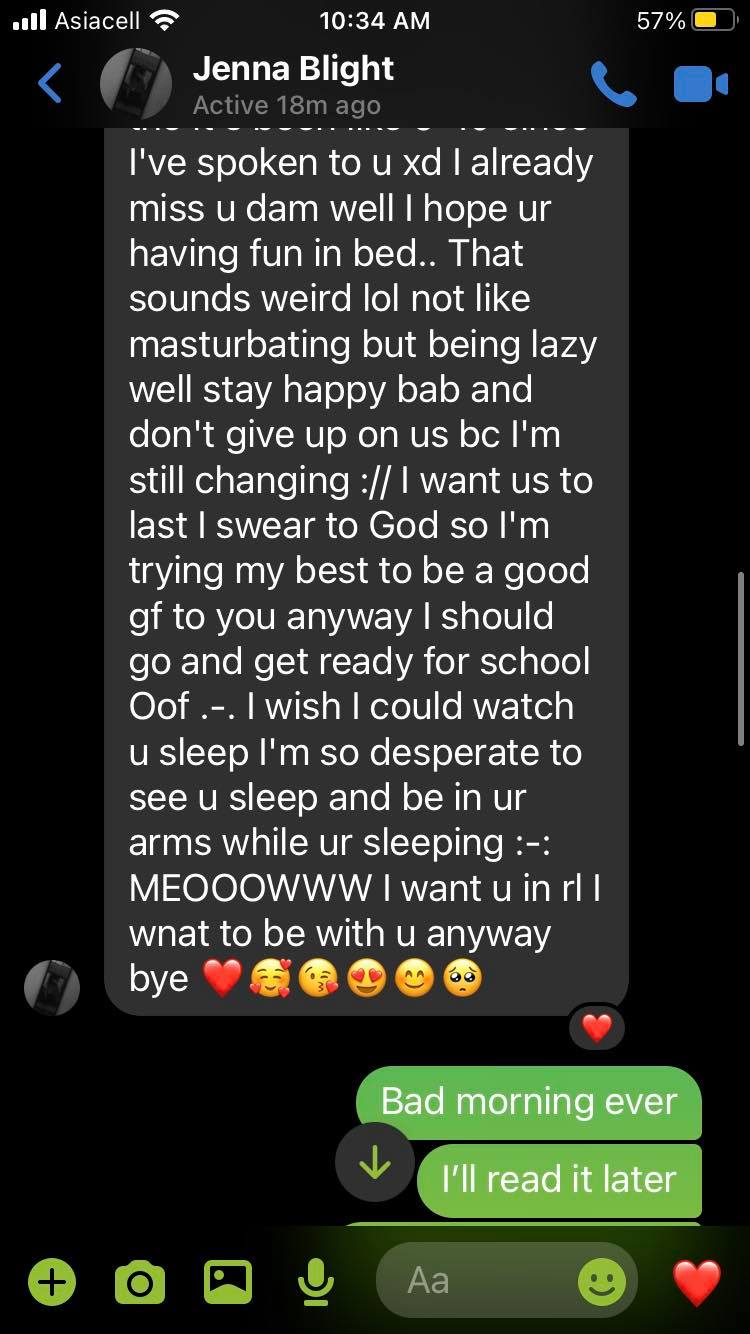 Asiacell
10:34 AM
57%
Jenna Blight
Active 18m ago
I've spoken to u xd I already
miss u dam well I hope ur
having fun in bed.. That
sounds weird lol not like
masturbating but being lazy
well stay happy bab and
don't give up on us bc I'm
still changing :// I want us to
last I swear to God so I'm
trying my best to be a good
gf to you anyway I should
go and get ready for school
Oof .-. I wish I could watch
u sleep I'm so desperate to
see u sleep and be in ur
arms while ur sleeping :-:
MEOOOWWW I want u in rl I
wnat to be with u anyway
bye ❤️🥰😘😍😊🥺
❤️
Bad morning ever
I’ll read it later
Aa